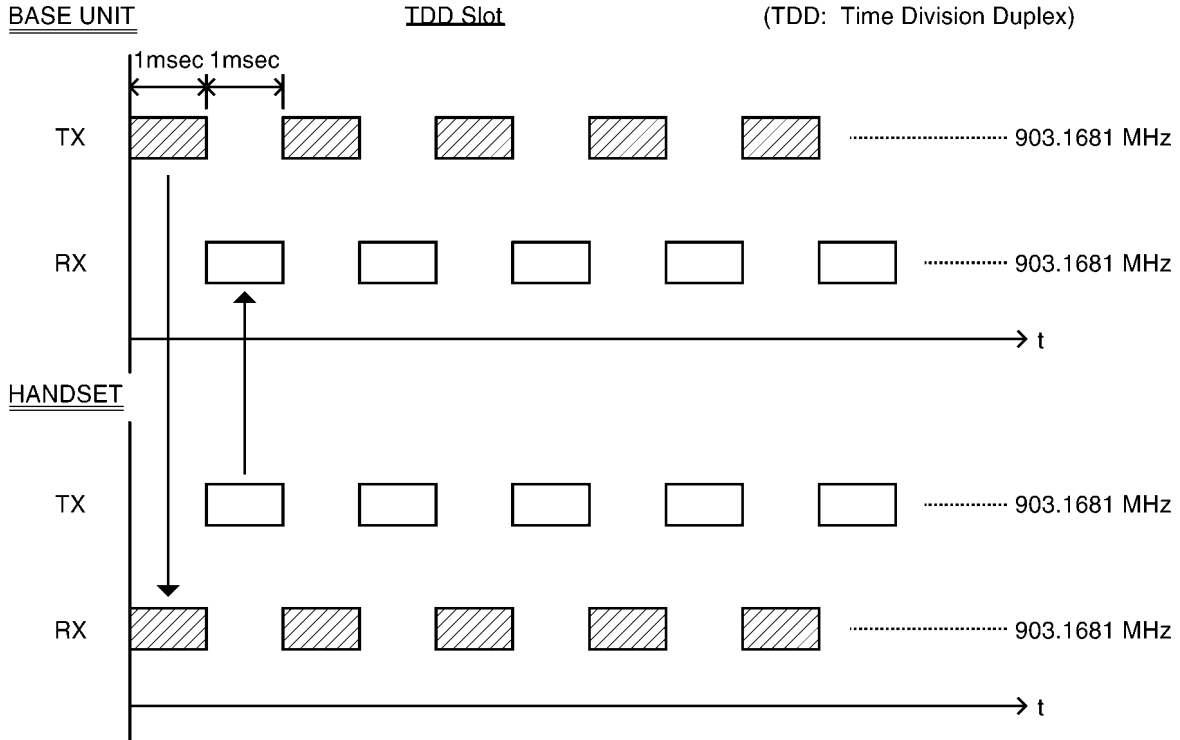 BASE UNIT
TDD Slot
(TDD: Time Division Duplex)
1msec 1msec
TX
903.1681 MHz
RX
903.1681 MHz
t
HANDSET
TX
903.1681 MHz
RX
903.1681 MHz
t